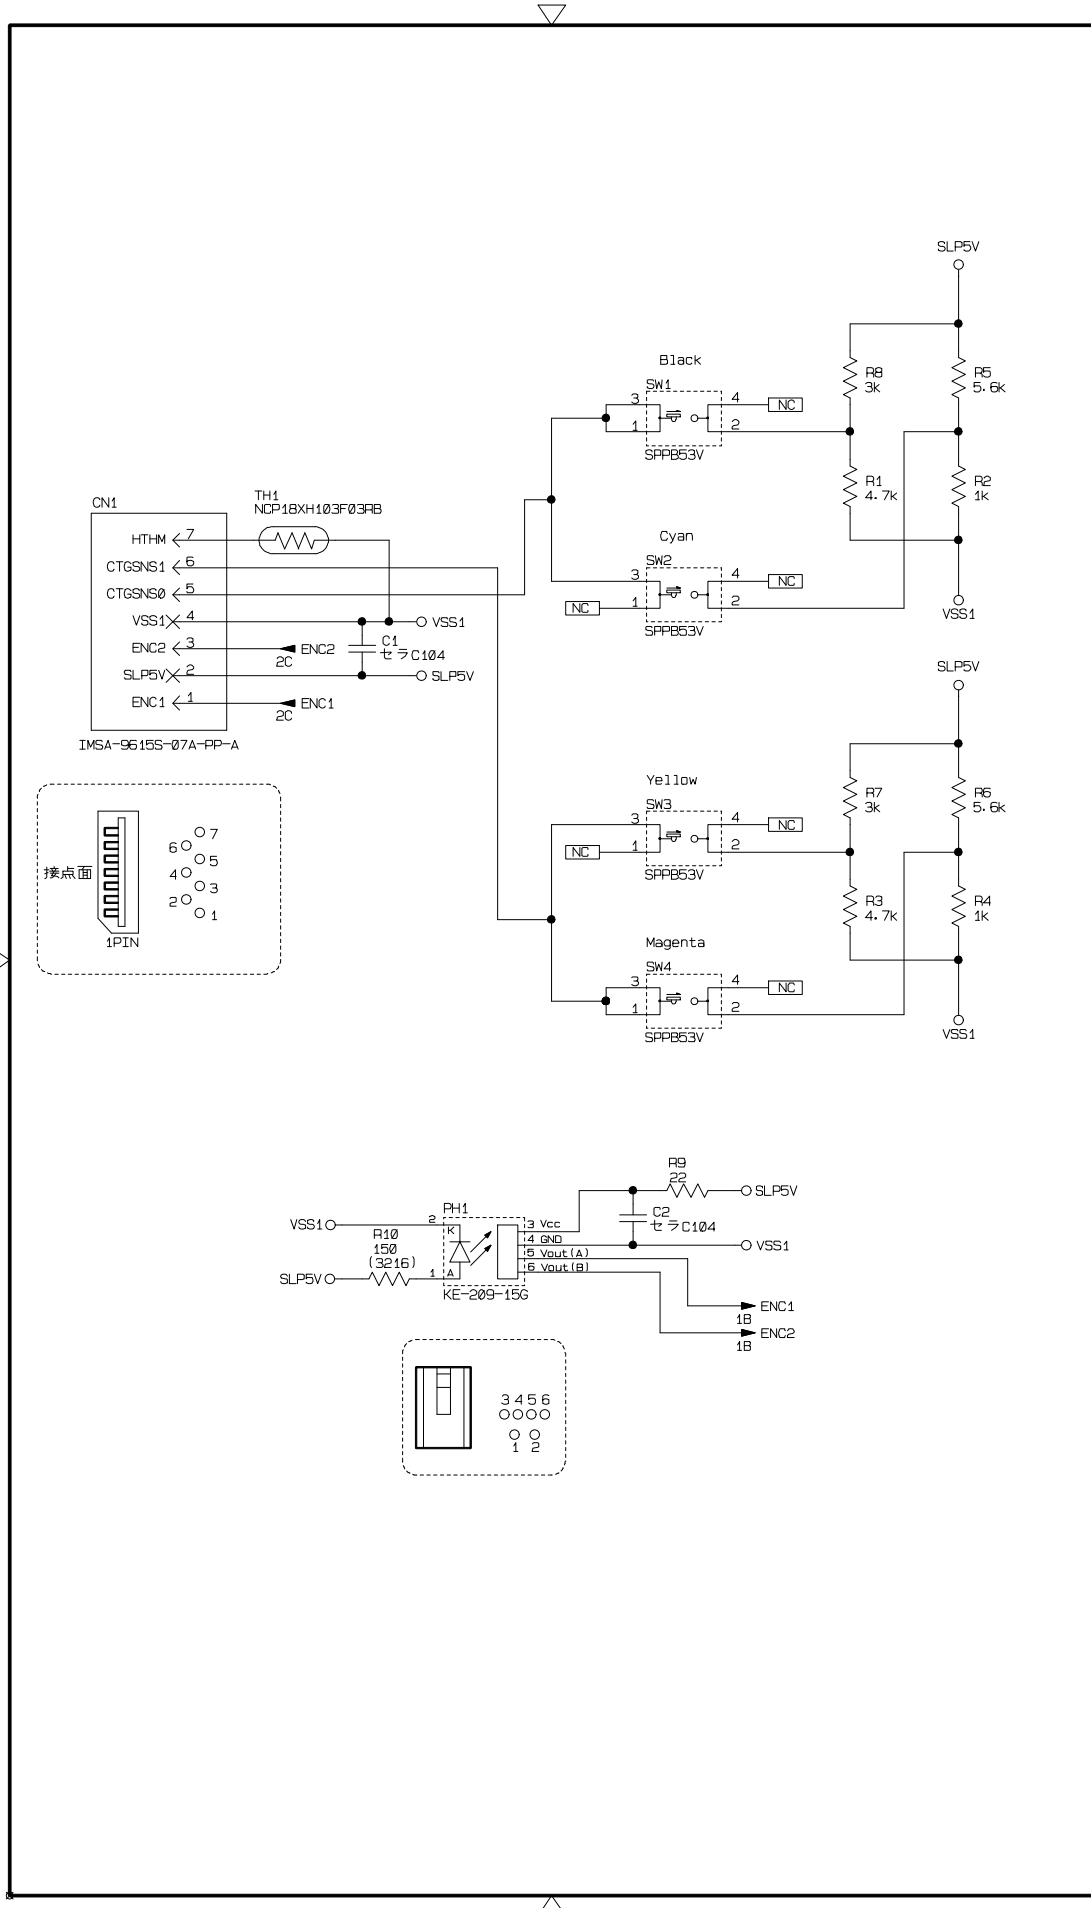 SLP5V
Black
SW1
3
1
4
NC
2
SPPB53V
R8
3k
R5
5.6k
R1
4.7k
R2
1k
VSS1
Cyan
SW2
3
NC
1
4
NC
2
SPPB53V
CN1
TH1
NCP18XH103F03RB
HTHM
7
CTGSNS1
6
CTGSNS0
5
VSS1
4
VSS1
ENC2
3
ENC2
2C
C1
セラC104
SLP5V
2
SLP5V
ENC1
1
ENC1
2C
IMSA-9615S-07A-PP-A
接点面
1PIN
7
6
5
4
3
2
1
SLP5V
Yellow
SW3
3
NC
1
4
NC
2
SPPB53V
R7
3k
R6
5.6k
R3
4.7k
R4
1k
VSS1
Magenta
SW4
3
1
4
NC
2
SPPB53V
R9
22
SLP5V
C2
セラC104
VSS1
PH1
VSS1
2
K
R10
150
(3216)
SLP5V
1
A
3 Vcc
4 GND
5 Vout(A)
6 Vout(B)
KE-209-15G
ENC1
1B
ENC2
1B
3 4 5 6
1 2